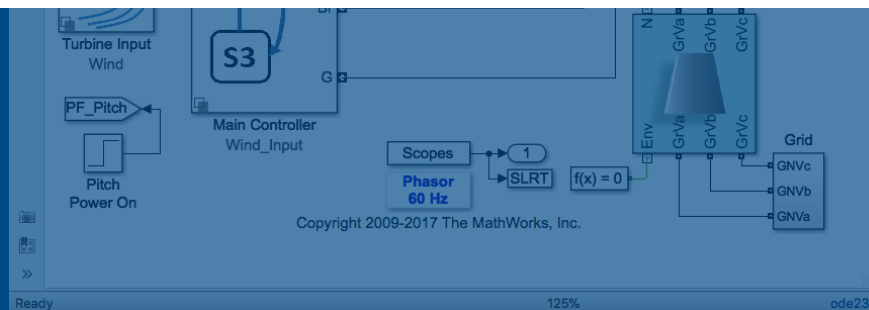 Turbine Input
Wind
S3
G
N
GrVa
GrVb
GrVc
PF_Pitch
Pitch
Power On
Main Controller
Wind_Input
Scopes
1
SLRT
Phasor
60 Hz
f(x) = 0
Env
GrVa
GrVb
GrVc
Grid
GNVc
GNVb
GNVa
Copyright 2009-2017 The MathWorks, Inc.
Ready
125%
ode23